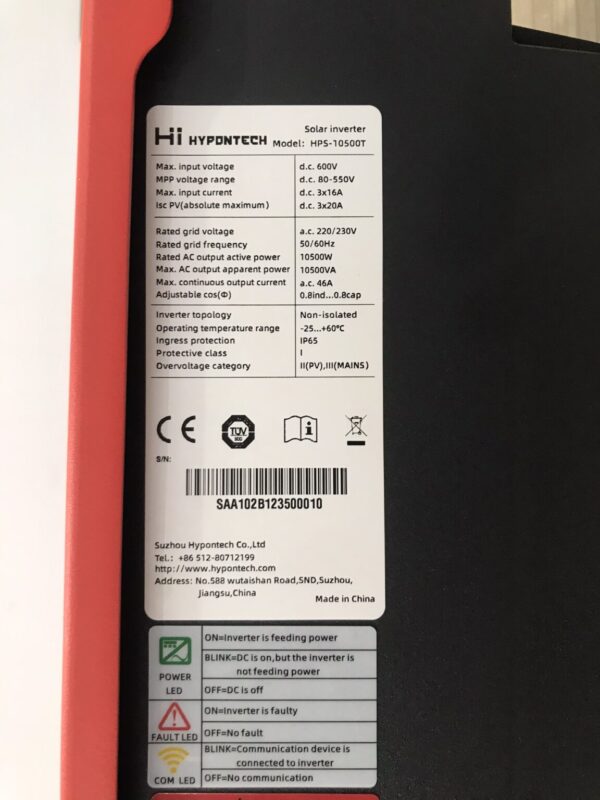 Hi HYPONTECH
Solar inverter
Model: HPS-10500T
Max. input voltage d.c. 600V
MPP voltage range d.c. 80-550V
Max. input current d.c. 3x16A
Isc PV(absolute maximum) d.c. 3x20A
Rated grid voltage a.c. 220/230V
Rated grid frequency 50/60Hz
Rated AC output active power 10500W
Max. AC output apparent power 10500VA
Max. continuous output current a.c. 46A
Adjustable cos(Φ) 0.8ind...0.8cap
Inverter topology Non-isolated
Operating temperature range -25...+60℃
Ingress protection IP65
Protective class I
Overvoltage category II(PV),III(MAINS)
CE TÜV
S/N:
SAA102B123500010
Suzhou Hypontech Co.,Ltd
Tel.: +86 512-80712199
http://www.hypontech.com
Address: No.588 wutaishan Road,SND,Suzhou,
Jiangsu,China
Made in China
POWER LED
ON=Inverter is feeding power
BLINK=DC is on,but the inverter is
not feeding power
OFF=DC is off
FAULT LED
ON=Inverter is faulty
OFF=No fault
COM LED
BLINK=Communication device is
connected to inverter
OFF=No communication